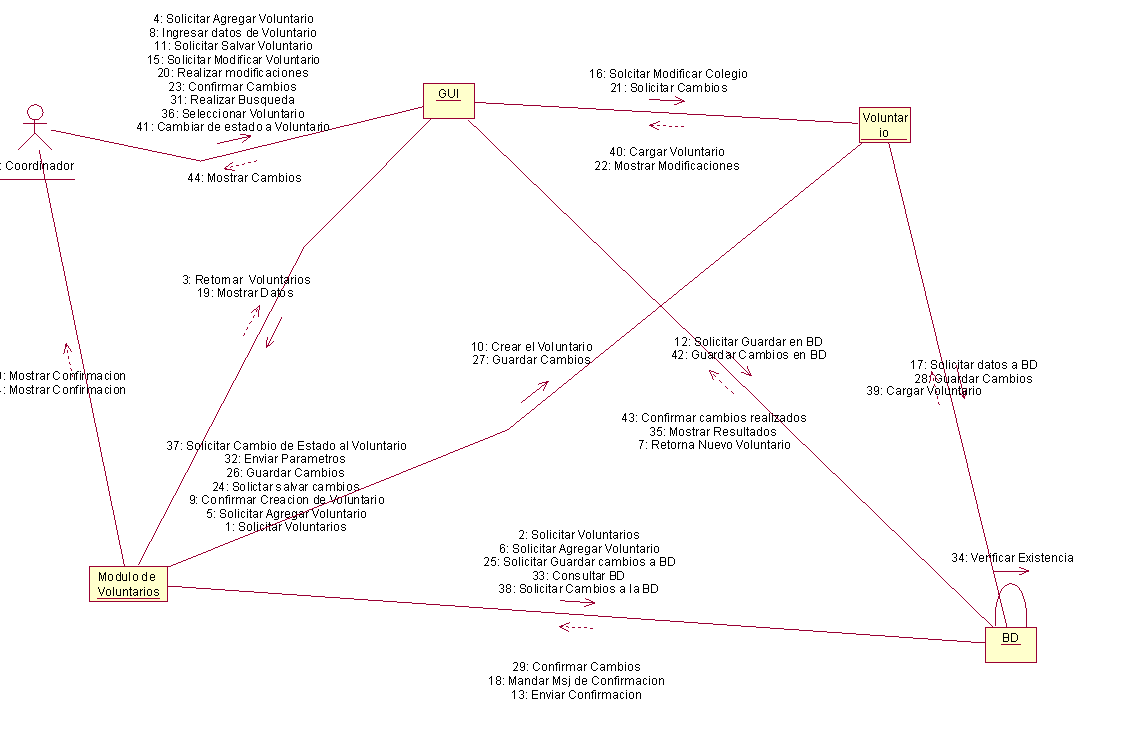 4: Solicitar Agregar Voluntario
8: Ingresar datos de Voluntario
11: Solicitar Salvar Voluntario
15: Solicitar Modificar Voluntario
20: Realizar modificaciones
23: Confirmar Cambios
31: Realizar Busqueda
36: Seleccionar Voluntario
41: Cambiar de estado a Voluntario
44: Mostrar Cambios
: Coordinador
GUI
16: Solcitar Modificar Colegio
21: Solicitar Cambios
40: Cargar Voluntario
22: Mostrar Modificaciones
Voluntar
io
3: Retornar Voluntarios
19: Mostrar Datos
10: Crear el Voluntario
27: Guardar Cambios
12: Solicitar Guardar en BD
42: Guardar Cambios en BD
17: Solicitar datos a BD
28: Guardar Cambios
39: Cargar Voluntario
: Mostrar Confirmacion
: Mostrar Confirmacion
43: Confirmar cambios realizados
35: Mostrar Resultados
7: Retorna Nuevo Voluntario
37: Solicitar Cambio de Estado al Voluntario
32: Enviar Parametros
26: Guardar Cambios
24: Solictar salvar cambios
9: Confirmar Creacion de Voluntario
5: Solicitar Agregar Voluntario
1: Solicitar Voluntarios
2: Solicitar Voluntarios
6: Solicitar Agregar Voluntario
25: Solicitar Guardar cambios a BD
33: Consultar BD
38: Solicitar Cambios a la BD
34: Verificar Existencia
Modulo de
Voluntarios
BD
29: Confirmar Cambios
18: Mandar Msj de Confirmacion
13: Enviar Confirmacion